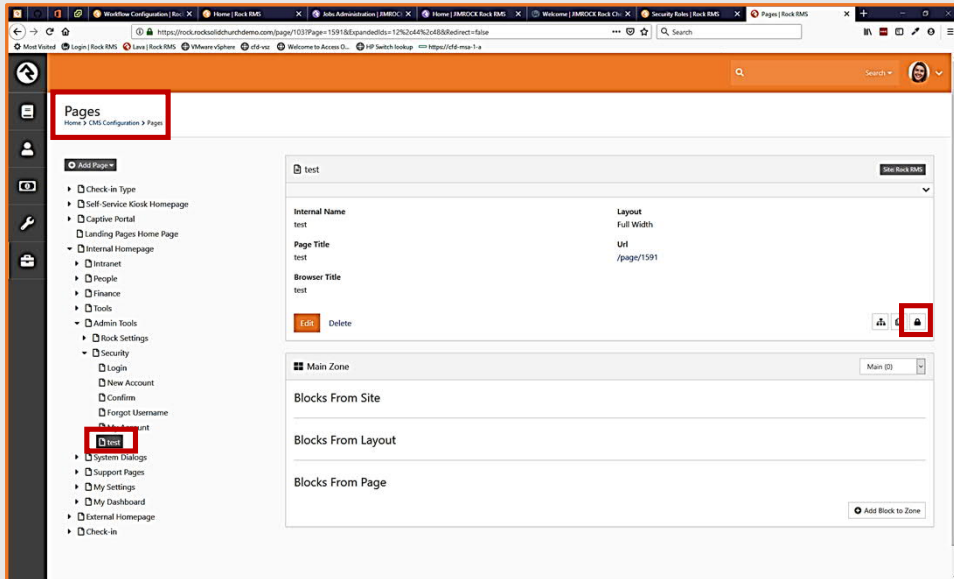 Workflow Configuration | Rock X
Home | Rock RMS X
Jobs Administration | JIMROCK X
Home | JIMROCK Rock RMS X
Welcome | JIMROCK Rock Ch X
Security Roles | Rock RMS X
Pages | Rock RMS X
https://rock.rocksolidchurchdemo.com/page/103?Page=1591&ExpandedIds=12%2c44%2c48&Redirect=false
Search
Most Visited
Login | Rock RMS
Lava | Rock RMS
VMware vSphere
cfd-vsz
Welcome to Access O...
HP Switch lookup
https://cfd-msa-1-a
Search
Pages
Home > CMS Configuration > Pages
Add Page
test
Site: Rock RMS
Check-in Type
Self-Service Kiosk Homepage
Captive Portal
Landing Pages Home Page
Internal Homepage
Intranet
People
Finance
Tools
Admin Tools
Rock Settings
Security
Login
New Account
Confirm
Forgot Username
My Account
test
System Dialogs
Support Pages
My Settings
My Dashboard
External Homepage
Check-in
Internal Name
test
Layout
Full Width
Page Title
test
Url
/page/1591
Browser Title
test
Edit Delete
Main Zone
Main (0)
Blocks From Site
Blocks From Layout
Blocks From Page
Add Block to Zone